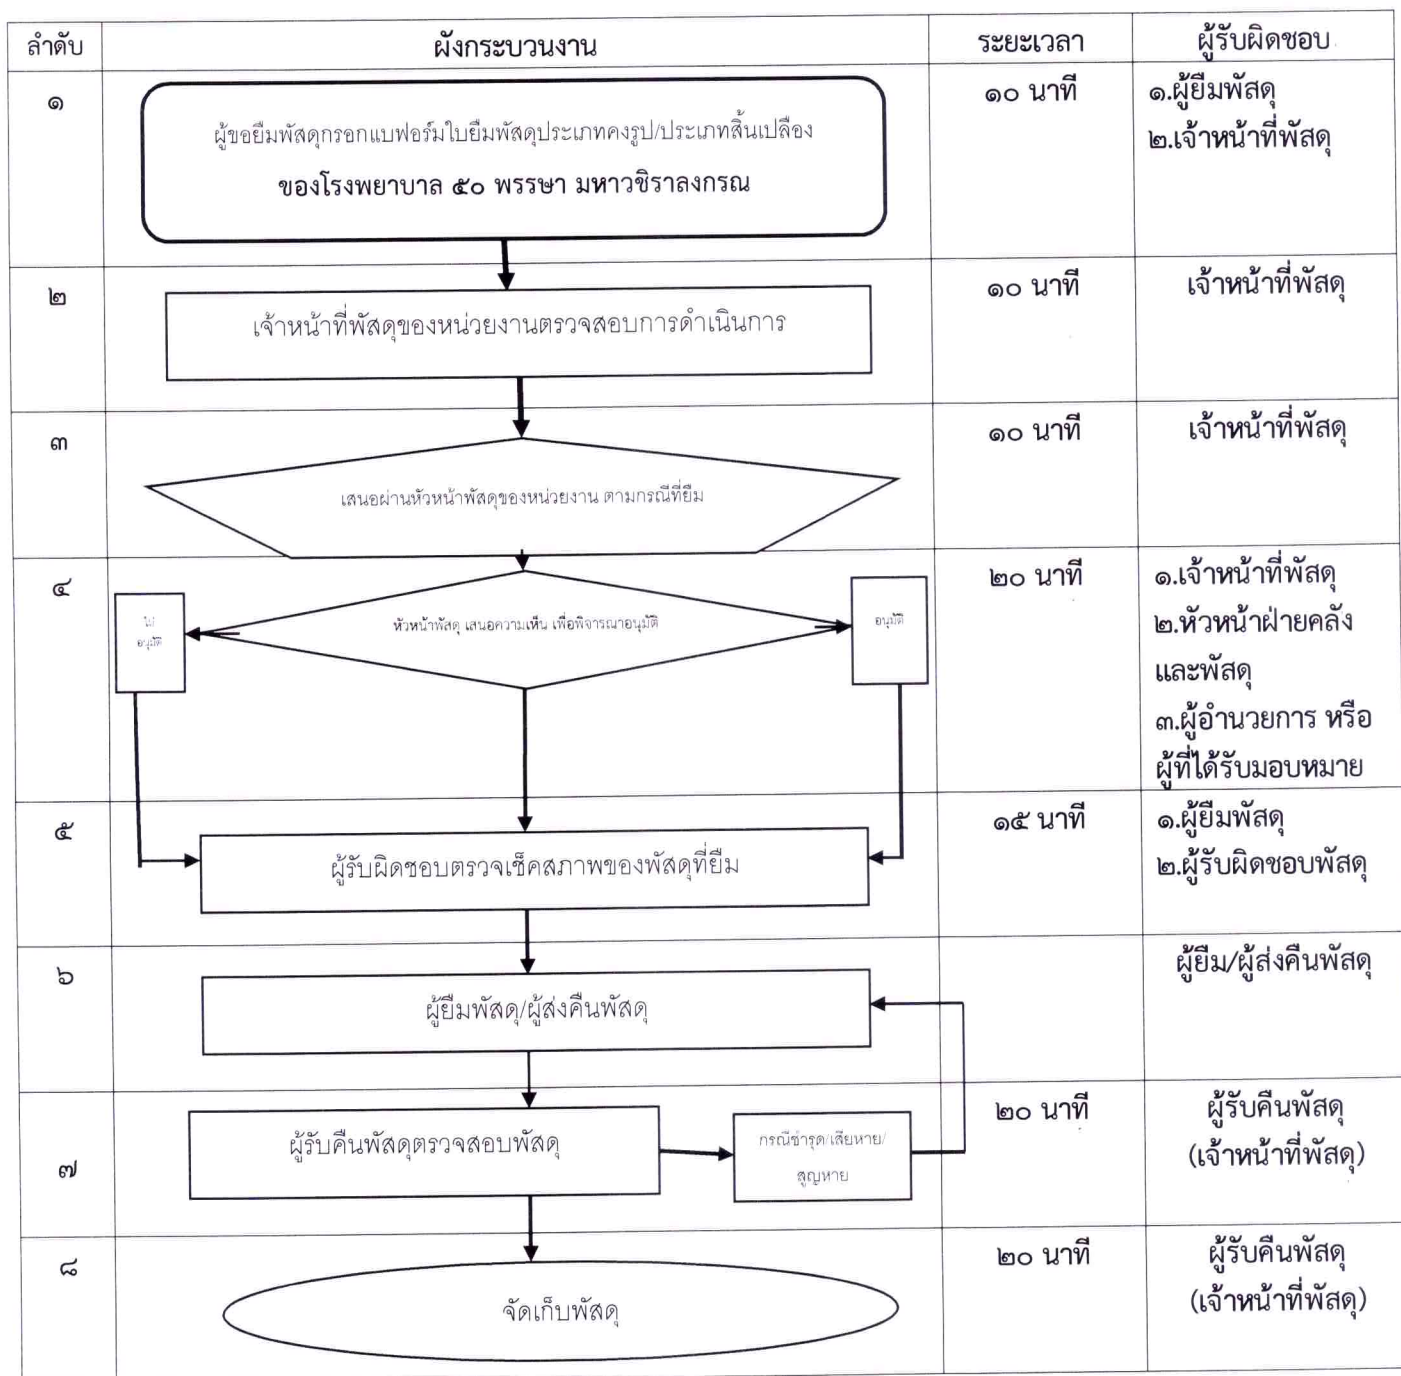 ลำดับ ผังกระบวนงาน ระยะเวลา ผู้รับผิดชอบ
๑ ผู้ขอยืมพัสดุกรอกแบบฟอร์มใบยืมพัสดุประเภทคงรูป/ประเภทสิ้นเปลือง ๑๐ นาที ๑.ผู้ยืมพัสดุ
ของโรงพยาบาล ๕๐ พรรษา มหาวชิราลงกรณ ๒.เจ้าหน้าที่พัสดุ
๒ เจ้าหน้าที่พัสดุของหน่วยงานตรวจสอบการดำเนินการ ๑๐ นาที เจ้าหน้าที่พัสดุ
๓ เสนอผ่านหัวหน้าพัสดุของหน่วยงาน ตามกรณีที่ยืม ๑๐ นาที เจ้าหน้าที่พัสดุ
๔ ไม่
อนุมัติ
หัวหน้าพัสดุ เสนอความเห็น เพื่อพิจารณาอนุมัติ
อนุมัติ
๒๐ นาที ๑.เจ้าหน้าที่พัสดุ
๒.หัวหน้าฝ่ายคลัง
และพัสดุ
๓.ผู้อำนวยการ หรือ
ผู้ที่ได้รับมอบหมาย
๕ ผู้รับผิดชอบตรวจเช็คสภาพของพัสดุที่ยืม ๑๕ นาที ๑.ผู้ยืมพัสดุ
๒.ผู้รับผิดชอบพัสดุ
๖ ผู้ยืมพัสดุ/ผู้ส่งคืนพัสดุ ผู้ยืม/ผู้ส่งคืนพัสดุ
๗ ผู้รับคืนพัสดุตรวจสอบพัสดุ กรณีชำรุด/เสียหาย/
สูญหาย
๒๐ นาที ผู้รับคืนพัสดุ
(เจ้าหน้าที่พัสดุ)
๘ จัดเก็บพัสดุ ๒๐ นาที ผู้รับคืนพัสดุ
(เจ้าหน้าที่พัสดุ)